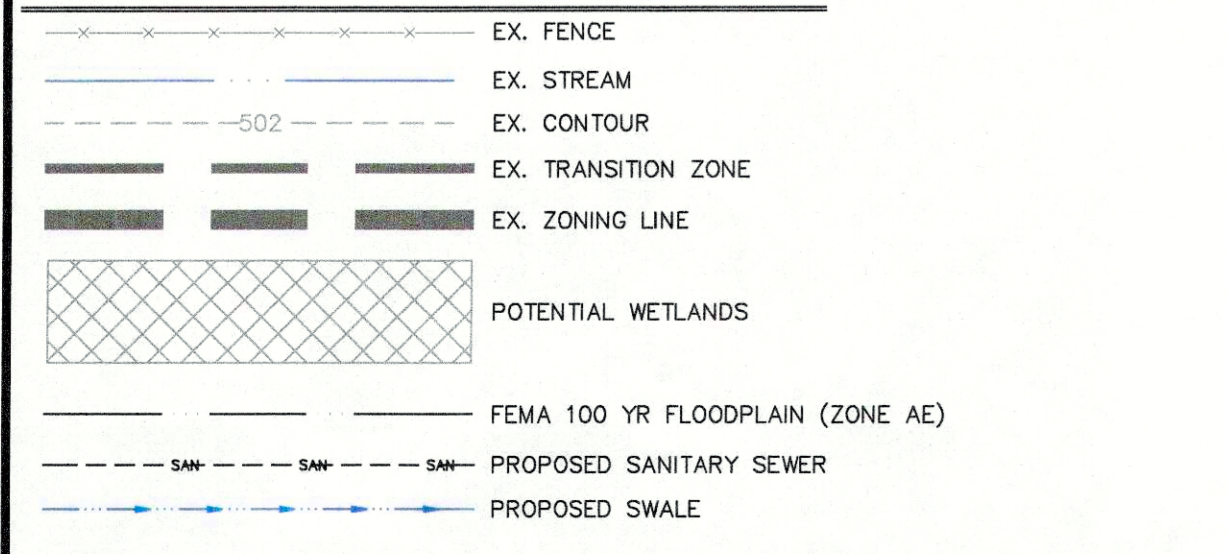 EX. FENCE
EX. STREAM
502 EX. CONTOUR
EX. TRANSITION ZONE
EX. ZONING LINE
POTENTIAL WETLANDS
FEMA 100 YR FLOODPLAIN (ZONE AE)
SAN SAN SAN PROPOSED SANITARY SEWER
PROPOSED SWALE